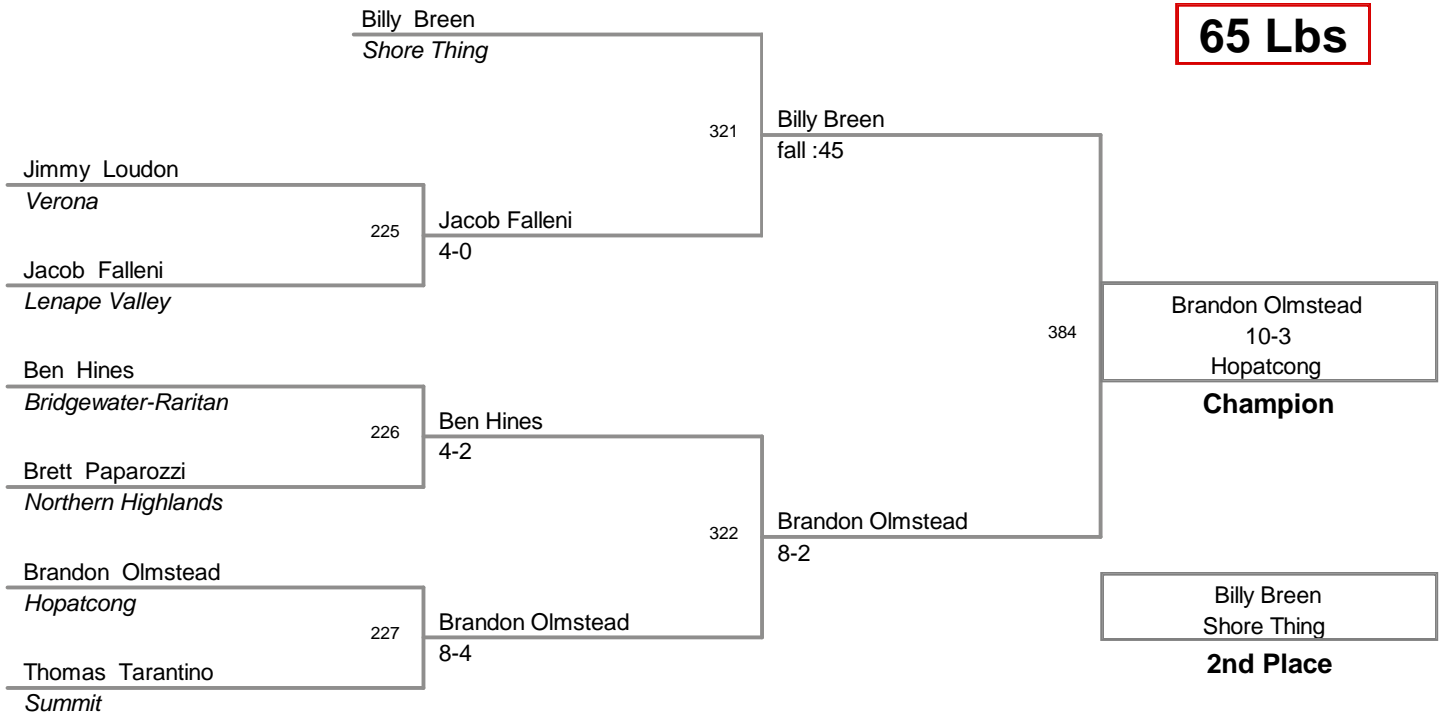 Billy Breen
Shore Thing
65 Lbs
321
Billy Breen
fall :45
Jimmy Loudon
Verona
225
Jacob Falleni
4-0
Jacob Falleni
Lenape Valley
384
Brandon Olmstead
10-3
Hopatcong
Champion
Ben Hines
Bridgewater-Raritan
226
Ben Hines
4-2
Brett Paparozzi
Northern Highlands
322
Brandon Olmstead
8-2
Brandon Olmstead
Hopatcong
227
Brandon Olmstead
8-4
Thomas Tarantino
Summit
Billy Breen
Shore Thing
2nd Place